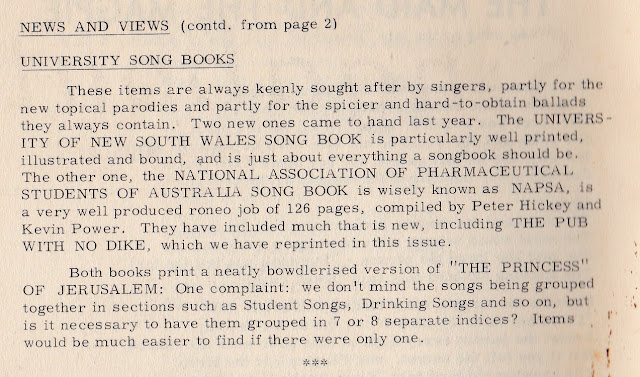 NEWS AND VIEWS (contd. from page 2)
UNIVERSITY SONG BOOKS
These items are always keenly sought after by singers, partly for the
new topical parodies and partly for the spicier and hard-to-obtain ballads
they always contain. Two new ones came to hand last year. The UNIVERS-
ITY OF NEW SOUTH WALES SONG BOOK is particularly well printed,
illustrated and bound, and is just about everything a songbook should be.
The other one, the NATIONAL ASSOCIATION OF PHARMACEUTICAL
STUDENTS OF AUSTRALIA SONG BOOK is wisely known as NAPSA, is
a very well produced roneo job of 126 pages, compiled by Peter Hickey and
Kevin Power. They have included much that is new, including THE PUB
WITH NO DIKE, which we have reprinted in this issue.
Both books print a neatly bowdlerised version of "THE PRINCESS"
OF JERUSALEM: One complaint: we don't mind the songs being grouped
together in sections such as Student Songs, Drinking Songs and so on, but
is it necessary to have them grouped in 7 or 8 separate indices? Items
would be much easier to find if there were only one.
***